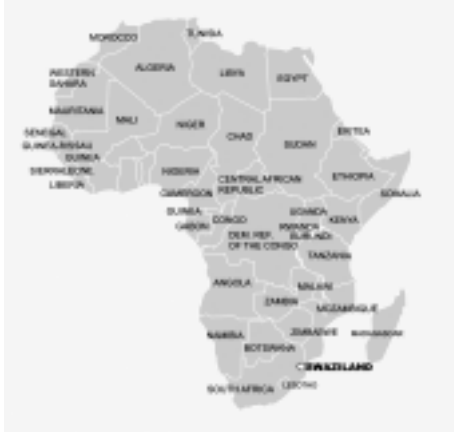 MOROCCO
TUNISIA
ALGERIA
LIBYA
EGYPT
WESTERN
SAHARA
MAURITANIA
MALI
NIGER
CHAD
SUDAN
SENEGAL
GUINEA
SIERRA LEONE
LIBERIA
NIGERIA
CENTRAL AFRICAN
REPUBLIC
ETHIOPIA
SOMALIA
CAMEROON
GUINEA
GABON
CONGO
DEM. REP.
OF THE CONGO
UGANDA
RWANDA
BURUNDI
KENYA
TANZANIA
ANGOLA
MALAWI
ZAMBIA
MOZAMBIQUE
NAMIBIA
ZIMBABWE
BOTSWANA
MADAGASCAR
SWAZILAND
SOUTH AFRICA
LESOTHO